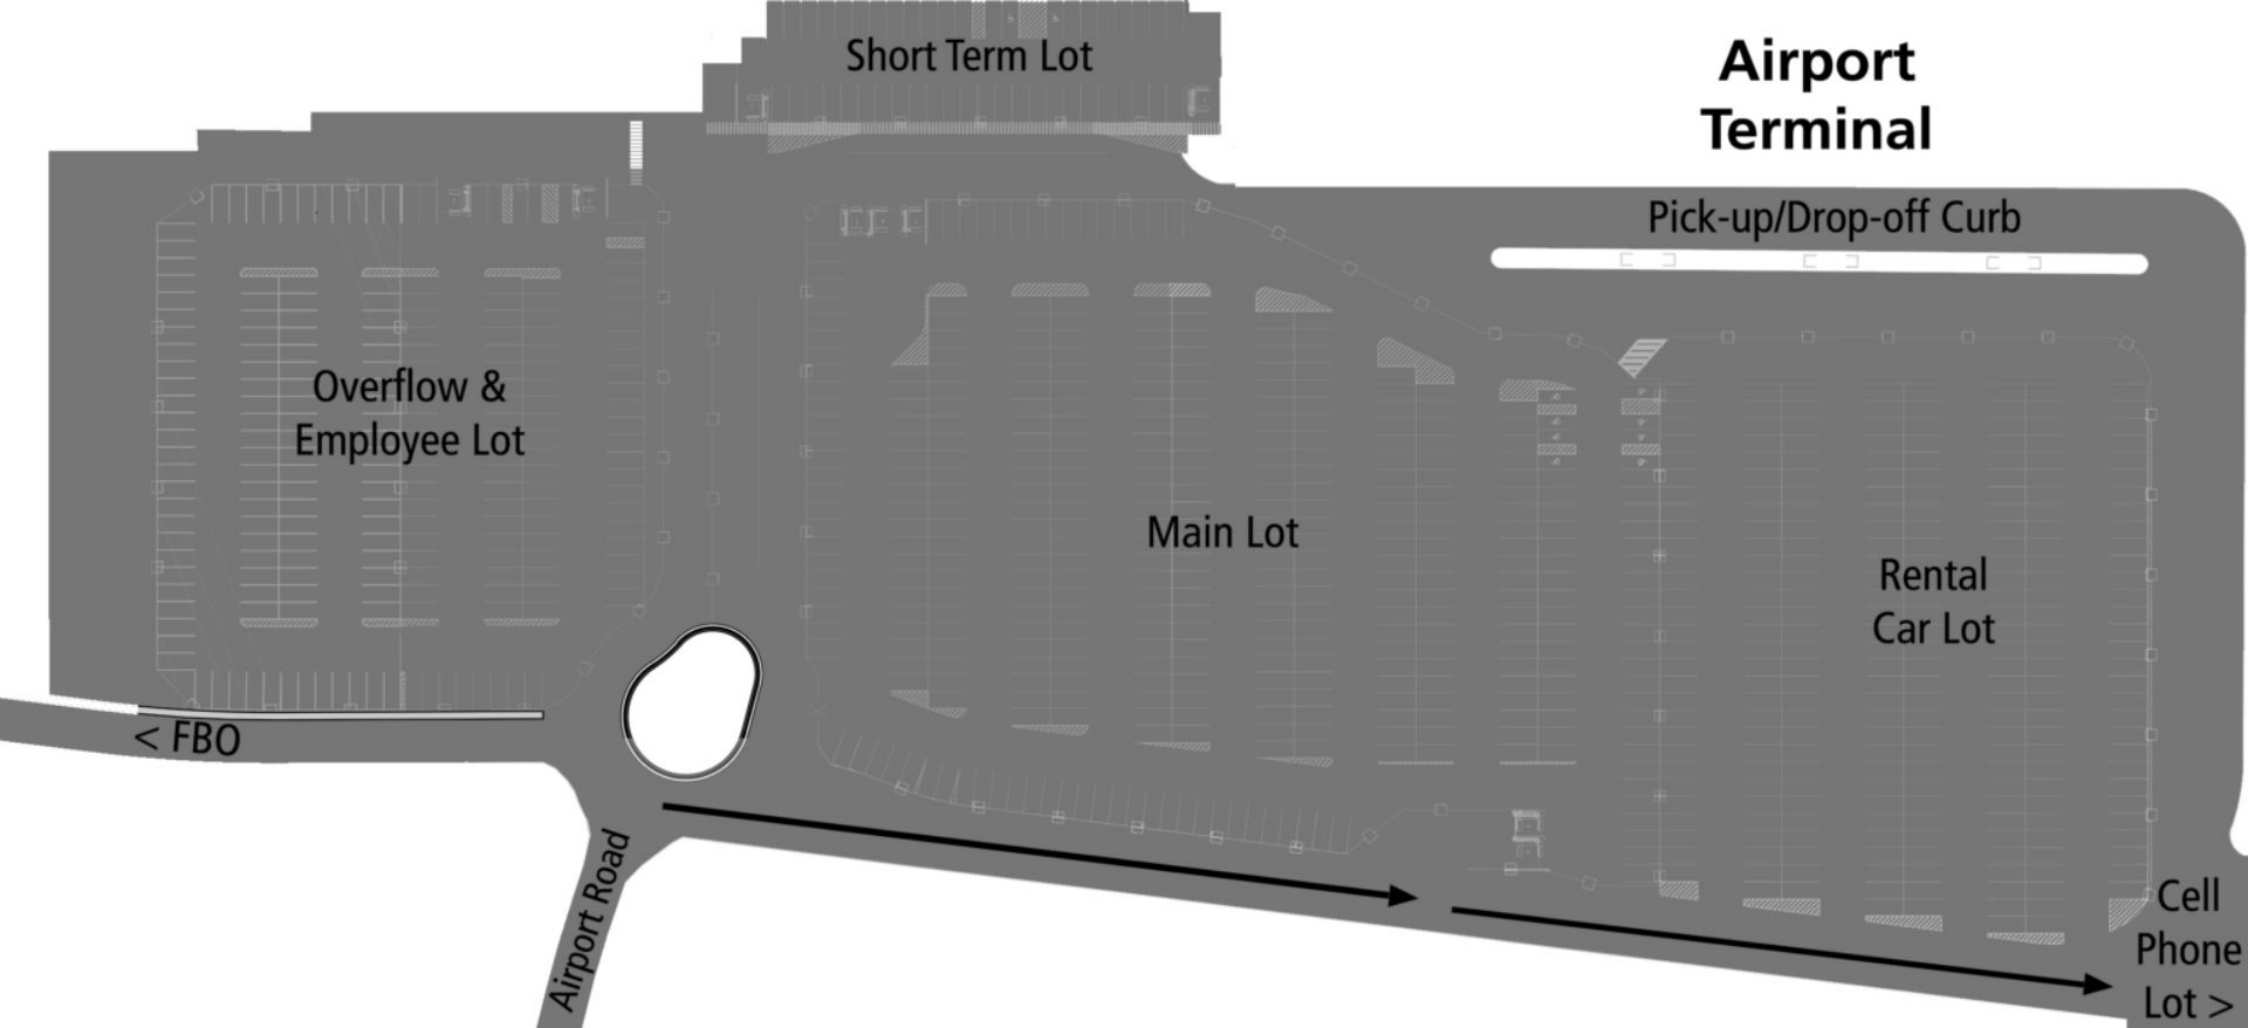 Short Term Lot
Airport
Terminal
Pick-up/Drop-off Curb
Overflow &
Employee Lot
Main Lot
Rental
Car Lot
< FBO
Airport Road
Cell
Phone
Lot >